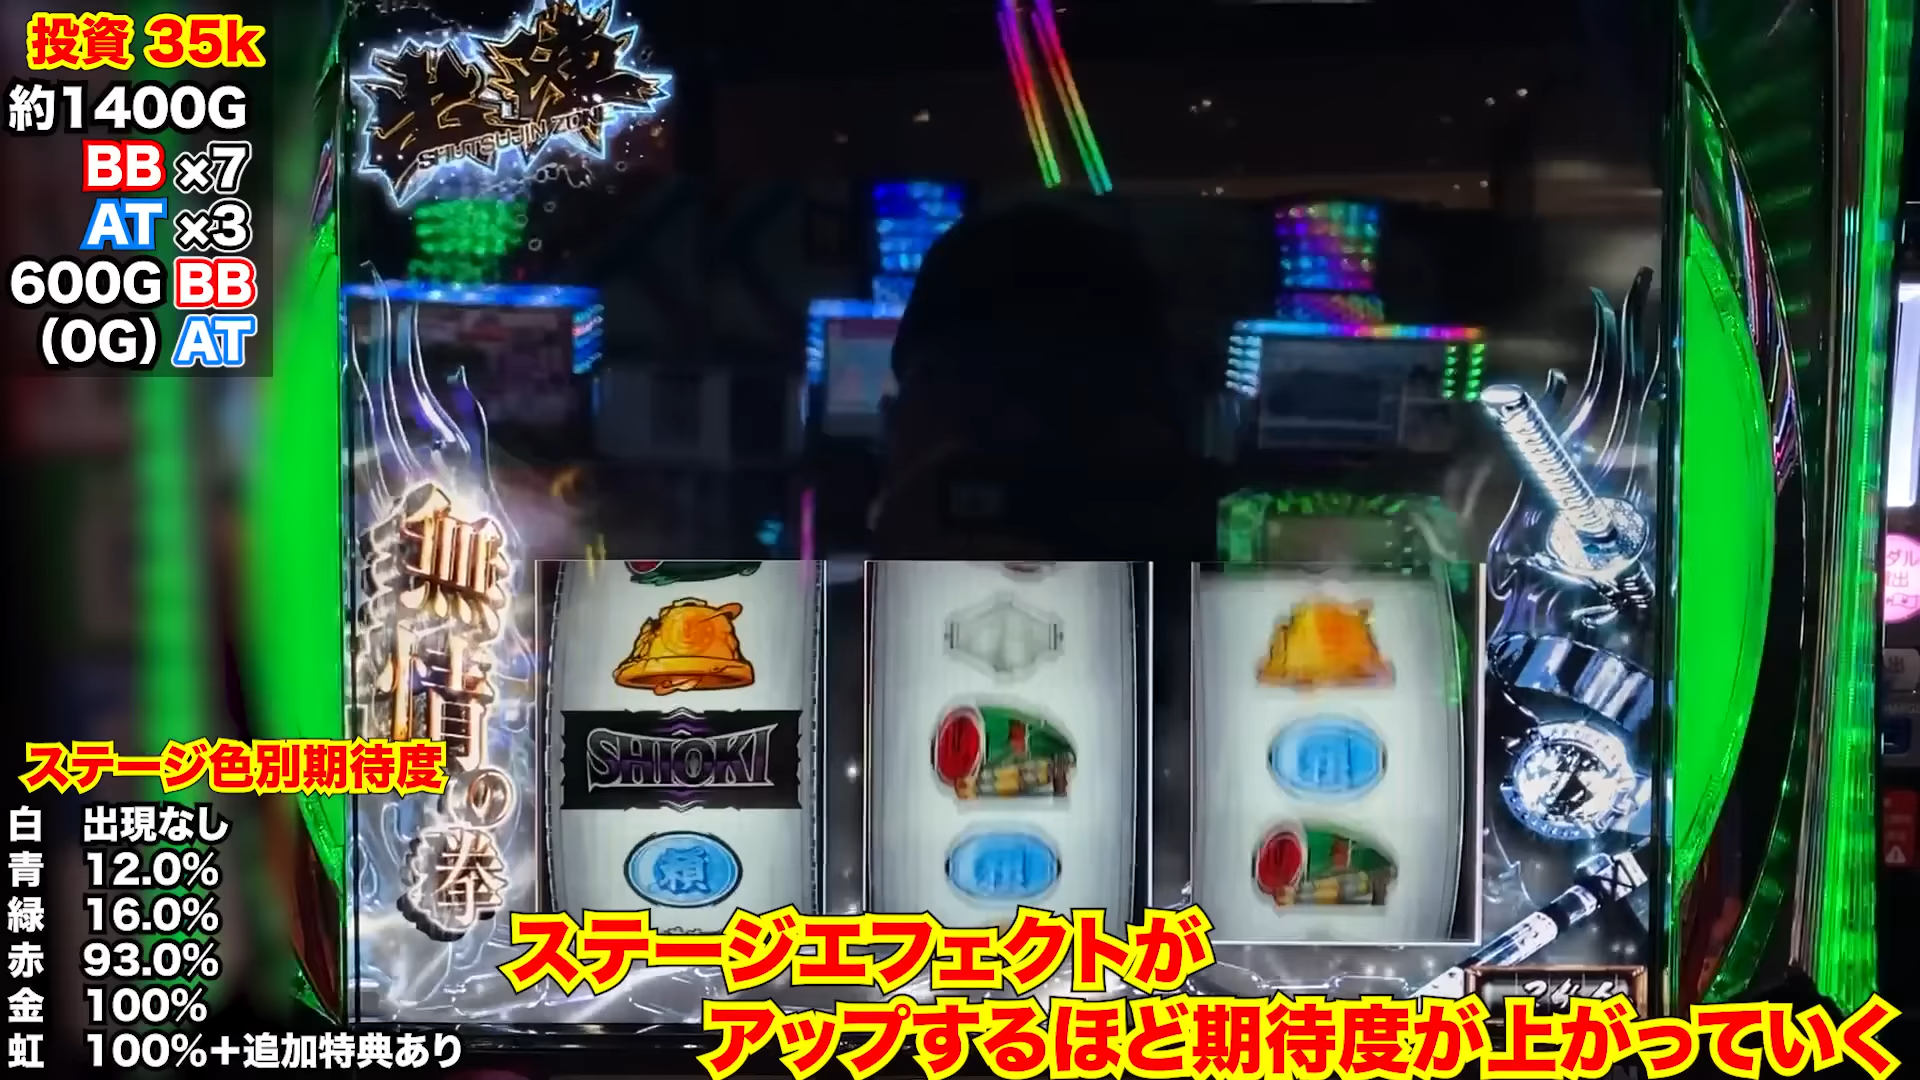 投資 35k
約1400G
BB ×7
AT ×3
600G BB
(0G) AT
出陣
SHUTSUJIN ZONE
無情の拳
SHIOKI
頼
ステージ色別期待度
白 出現なし
青 12.0%
緑 16.0%
赤 93.0%
金 100%
虹 100%+追加特典あり
ステージエフェクトが
アップするほど期待度が上がっていく